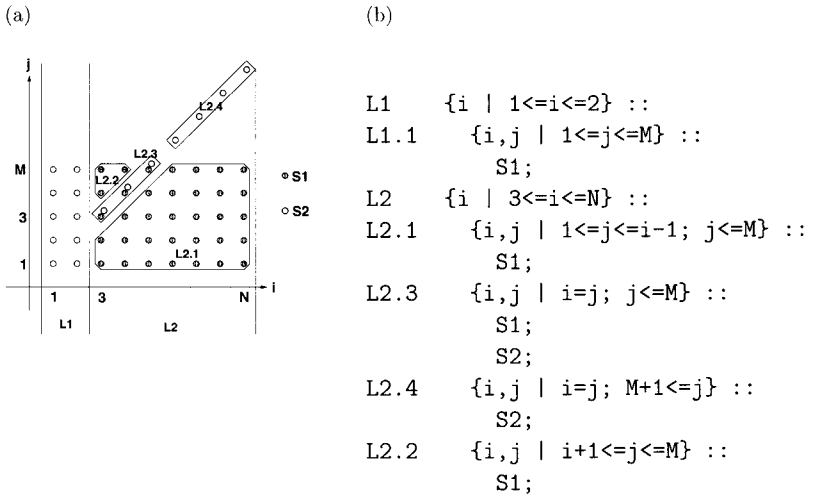 (a)
(b)
j
L2.4
L2.3
M
L2.2
S1
S2
3
L2.1
1
i
1 3 N
L1 L2
L1 {i | 1<=i<=2} ::
L1.1 {i,j | 1<=j<=M} ::
S1;
L2 {i | 3<=i<=N} ::
L2.1 {i,j | 1<=j<=i-1; j<=M} ::
S1;
L2.3 {i,j | i=j; j<=M} ::
S1;
S2;
L2.4 {i,j | i=j; M+1<=j} ::
S2;
L2.2 {i,j | i+1<=j<=M} ::
S1;